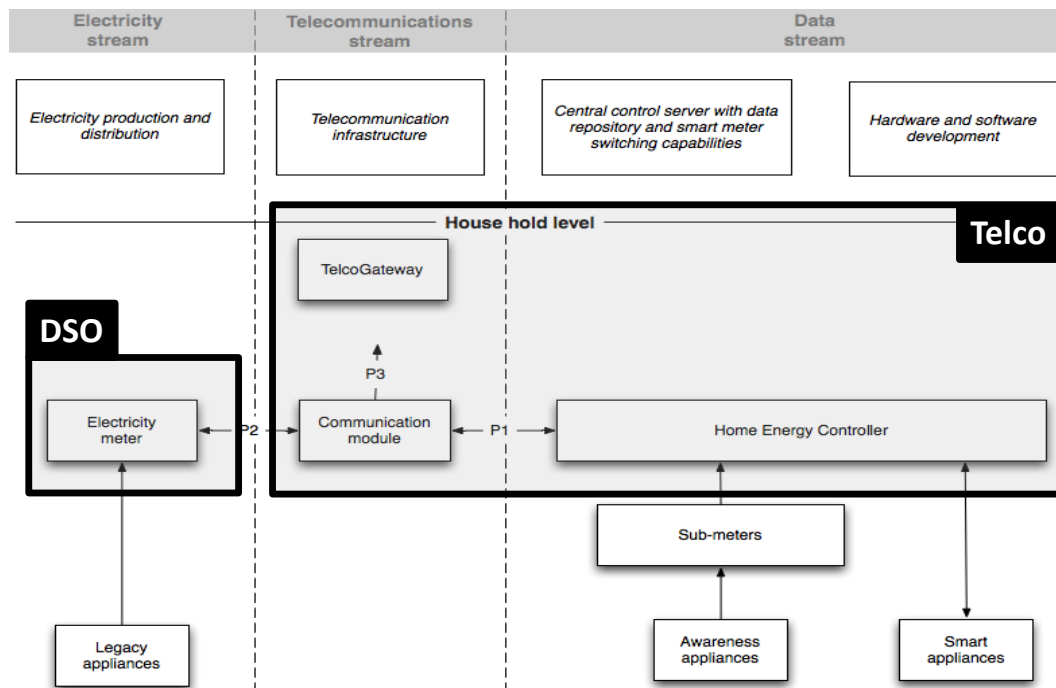 Electricity
stream
Telecommunications
stream
Data
stream
Electricity production and
distribution
Telecommunication
infrastructure
Central control server with data
repository and smart meter
switching capabilities
Hardware and software
development
House hold level
Telco
TelcoGateway
DSO
P3
Electricity
meter
P2
Communication
module
P1
Home Energy Controller
Sub-meters
Legacy
appliances
Awareness
appliances
Smart
appliances